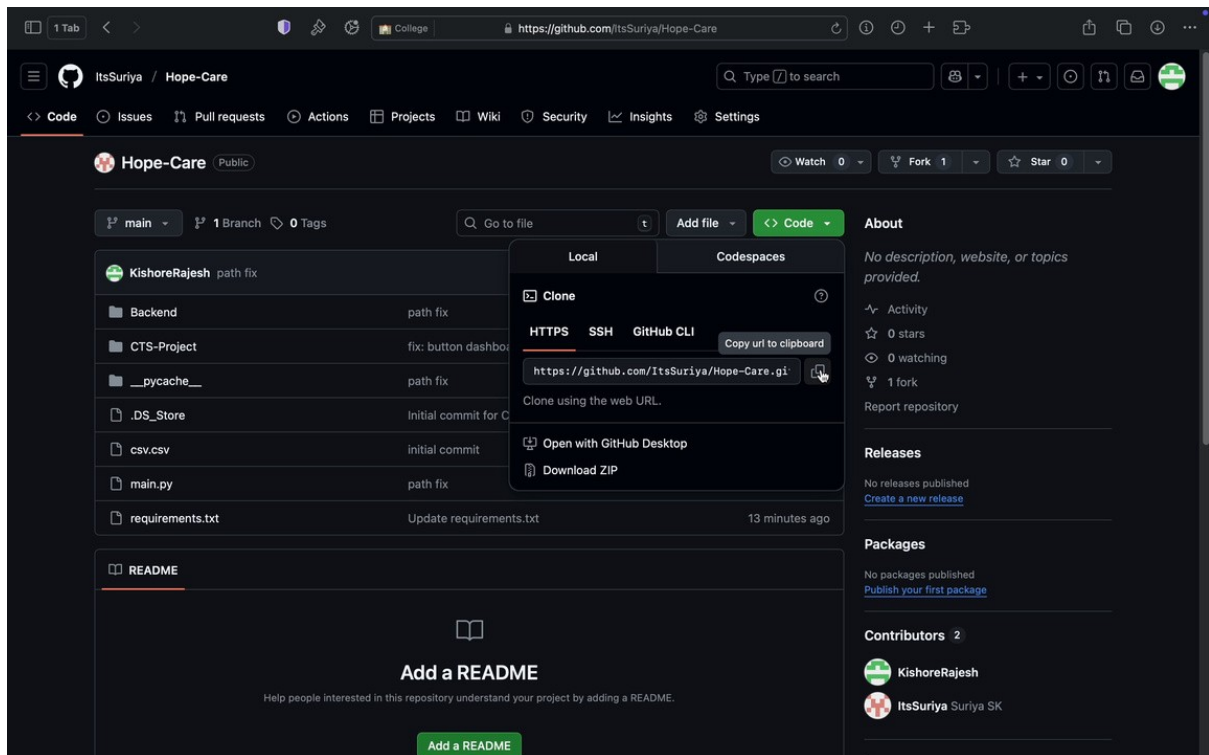 1 Tab
College
https://github.com/ItsSuriya/Hope-Care
ItsSuriya / Hope-Care
Type / to search
Code Issues Pull requests Actions Projects Wiki Security Insights Settings
Hope-Care Public
Watch 0 Fork 1 Star 0
main 1 Branch 0 Tags
Go to file t Add file Code
KishoreRajesh path fix
Backend path fix
CTS-Project fix: button dashbo
__pycache__ path fix
.DS_Store Initial commit for C
csv.csv initial commit
main.py path fix
requirements.txt Update requirements.txt 13 minutes ago
Local Codespaces
Clone
HTTPS SSH GitHub CLI
Copy url to clipboard
https://github.com/ItsSuriya/Hope-Care.gi
Clone using the web URL.
Open with GitHub Desktop
Download ZIP
README
Add a README
Help people interested in this repository understand your project by adding a README.
Add a README
About
No description, website, or topics
provided.
Activity
0 stars
0 watching
1 fork
Report repository
Releases
No releases published
Create a new release
Packages
No packages published
Publish your first package
Contributors 2
KishoreRajesh
ItsSuriya Suriya SK